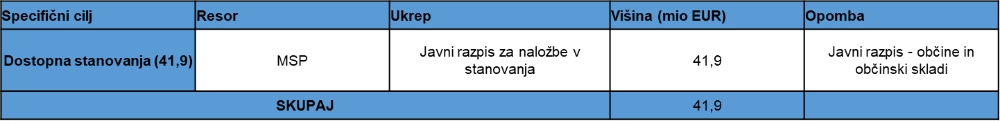 Specifični cilj Resor Ukrep Višina (mio EUR) Opomba
Dostopna stanovanja (41,9) MSP Javni razpis za naložbe v stanovanja 41,9 Javni razpis - občine in občinski skladi
SKUPAJ 41,9